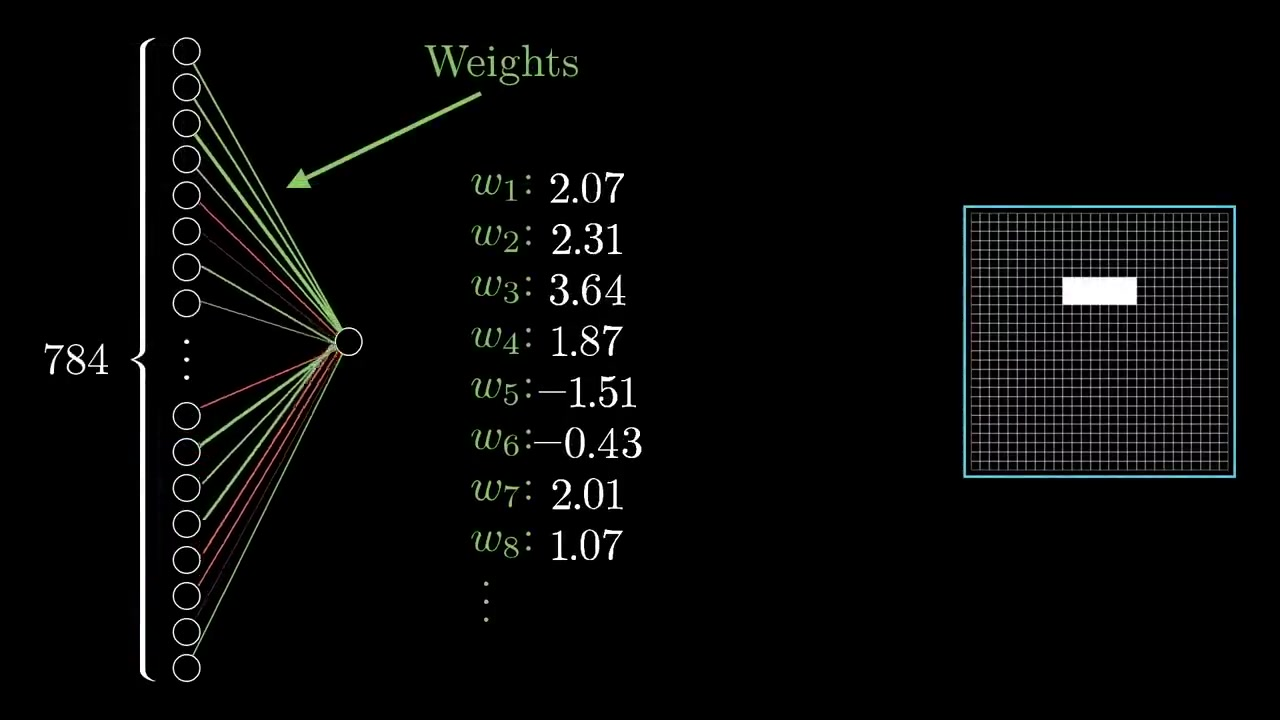 Weights
784
w₁: 2.07
w₂: 2.31
w₃: 3.64
w₄: 1.87
w₅: −1.51
w₆: −0.43
w₇: 2.01
w₈: 1.07
⋮